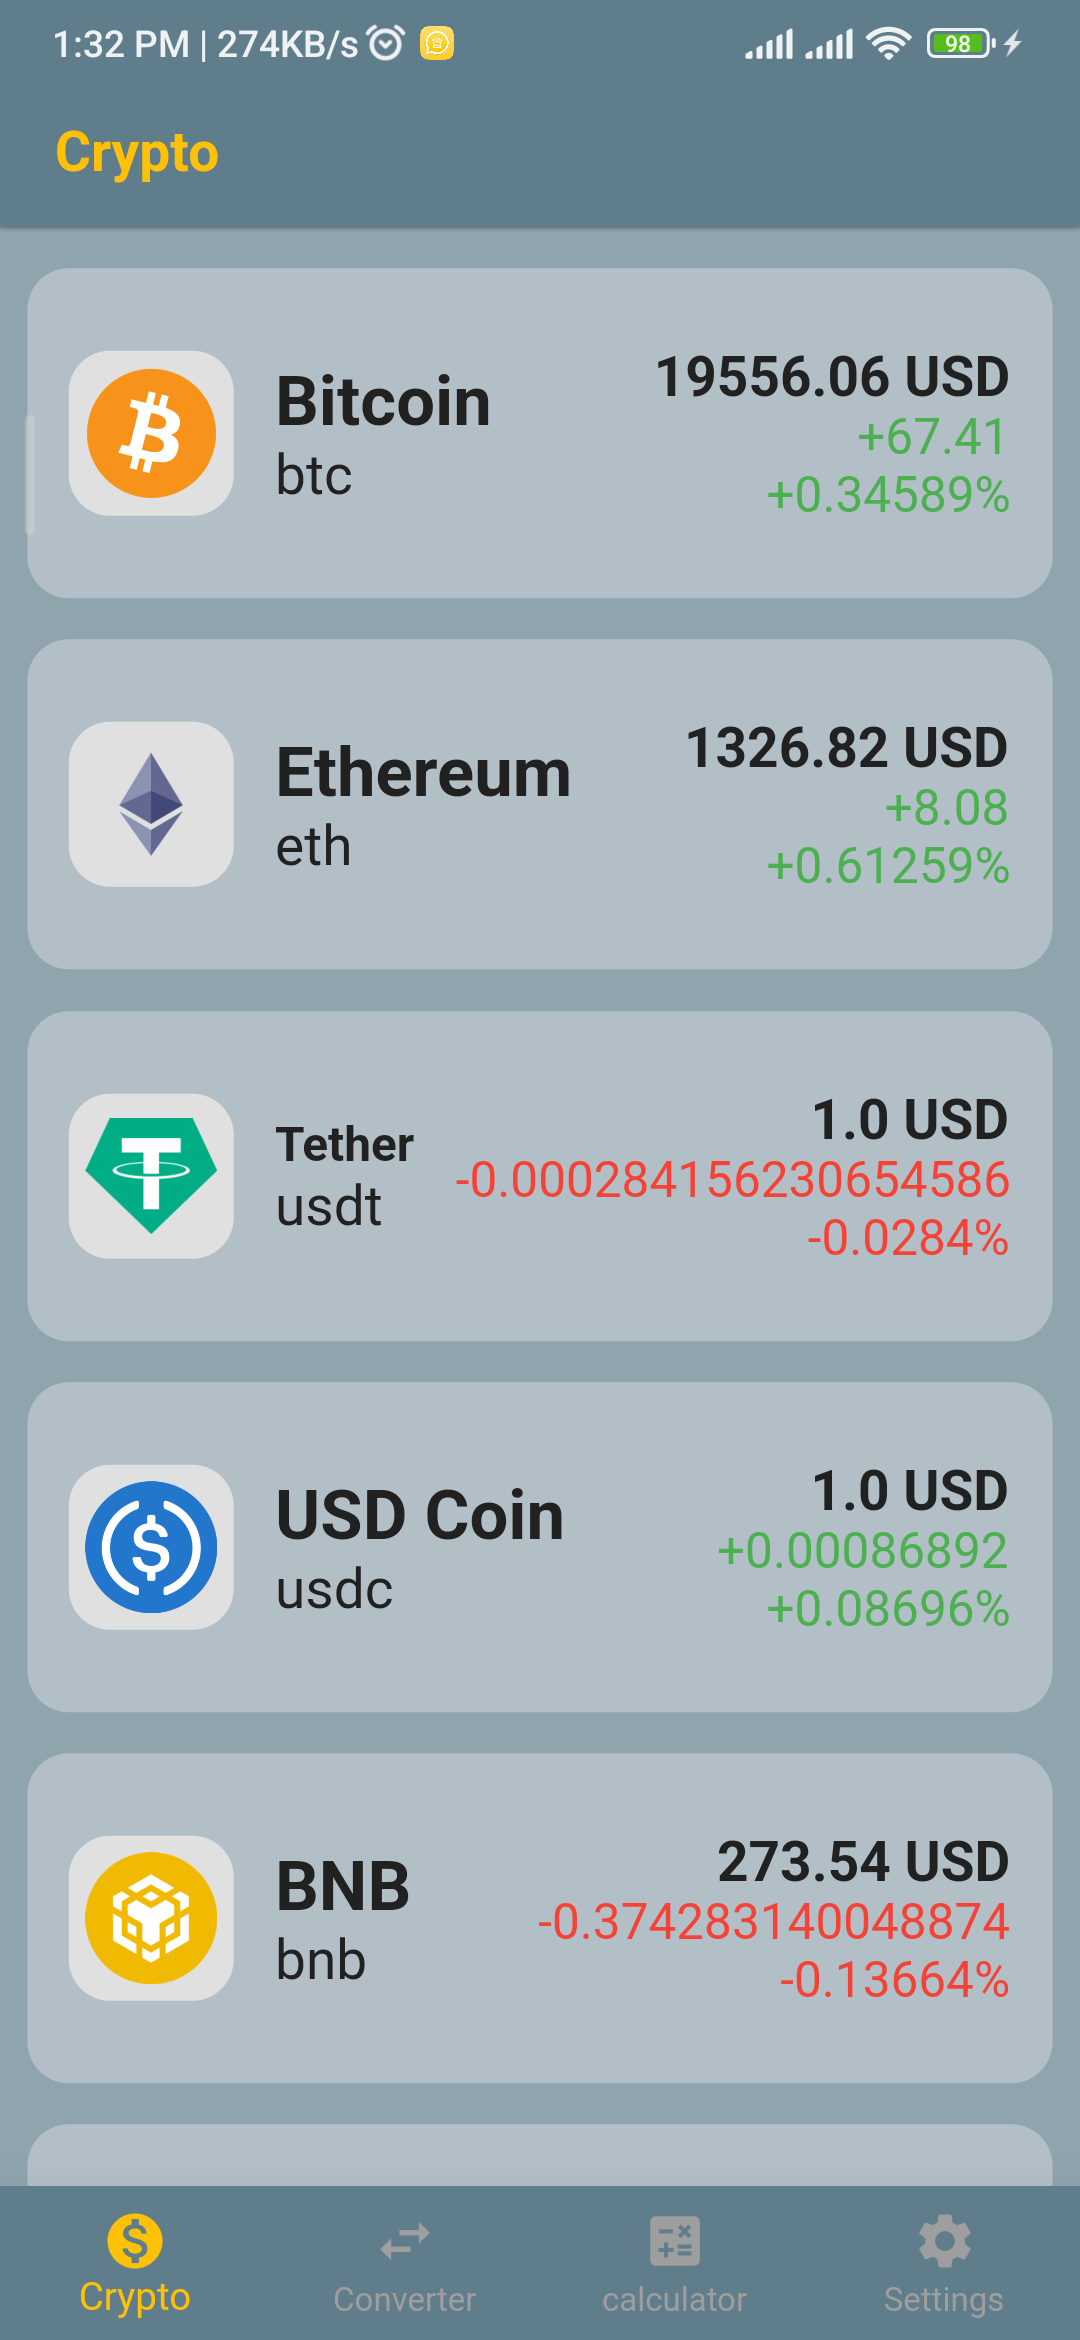 1:32 PM | 274KB/s
98
Crypto
Bitcoin
btc
19556.06 USD
+67.41
+0.34589%
Ethereum
eth
1326.82 USD
+8.08
+0.61259%
Tether
usdt
1.0 USD
-0.000284156230654586
-0.0284%
USD Coin
usdc
1.0 USD
+0.00086892
+0.08696%
BNB
bnb
273.54 USD
-0.374283140048874
-0.13664%
Crypto
Converter
calculator
Settings